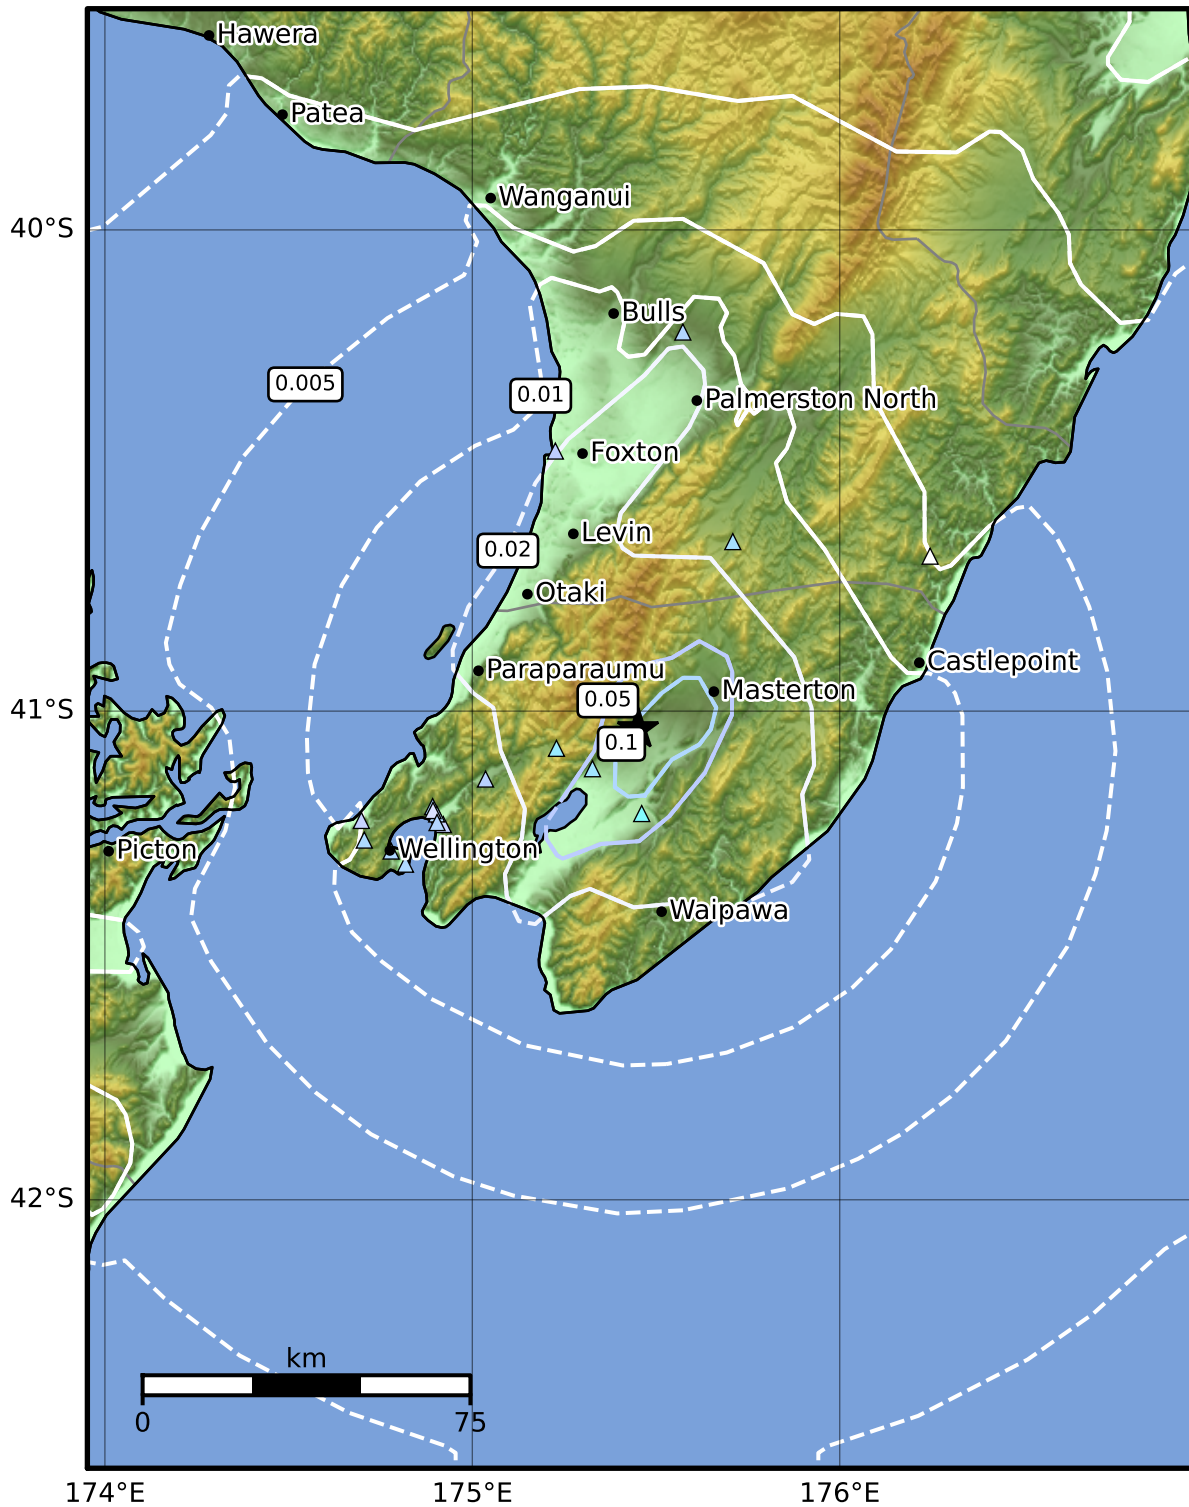 Hawera
Patea
Wanganui
40°S
Bulls
0.005
0.01
Palmerston North
Foxton
Levin
0.02
Otaki
Paraparaumu
Castlepoint
Masterton
0.05
41°S
0.1
Picton
Wellington
Waipawa
42°S
km
0
75
174°E
175°E
176°E